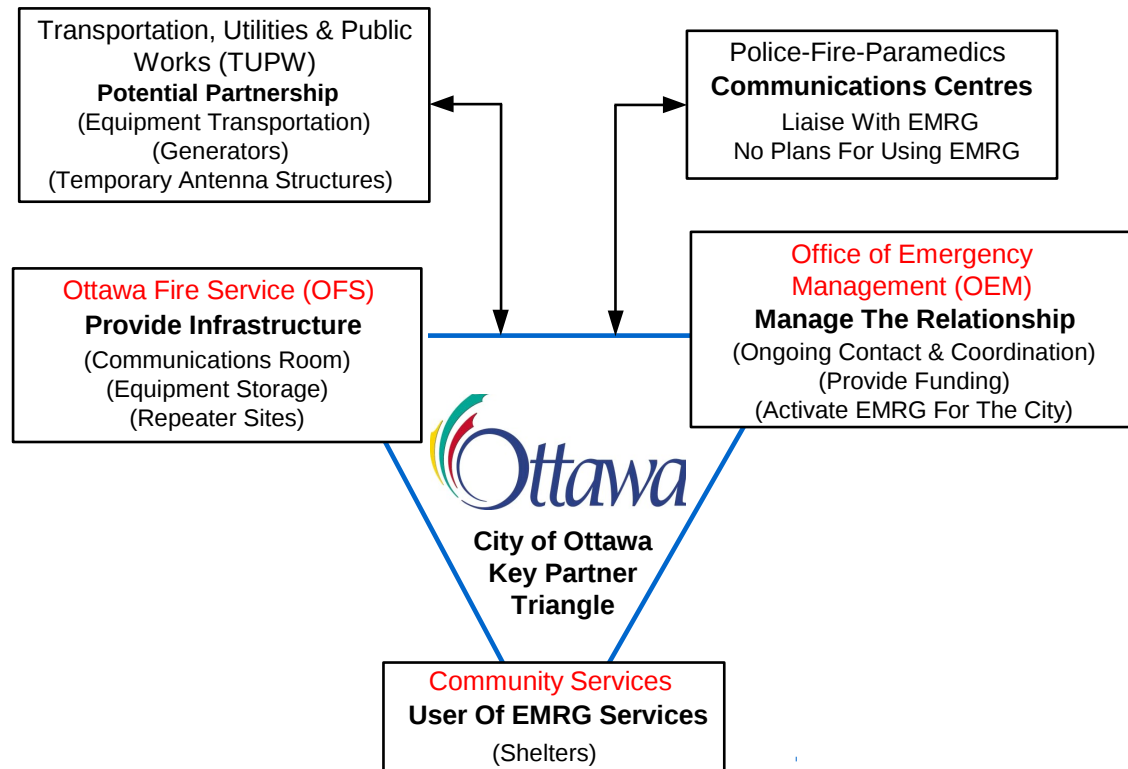 Transportation, Utilities & Public
Works (TUPW)
Potential Partnership
(Equipment Transportation)
(Generators)
(Temporary Antenna Structures)
Police-Fire-Paramedics
Communications Centres
Liaise With EMRG
No Plans For Using EMRG
Ottawa Fire Service (OFS)
Provide Infrastructure
(Communications Room)
(Equipment Storage)
(Repeater Sites)
Office of Emergency
Management (OEM)
Manage The Relationship
(Ongoing Contact & Coordination)
(Provide Funding)
(Activate EMRG For The City)
Ottawa
City of Ottawa
Key Partner
Triangle
Community Services
User Of EMRG Services
(Shelters)